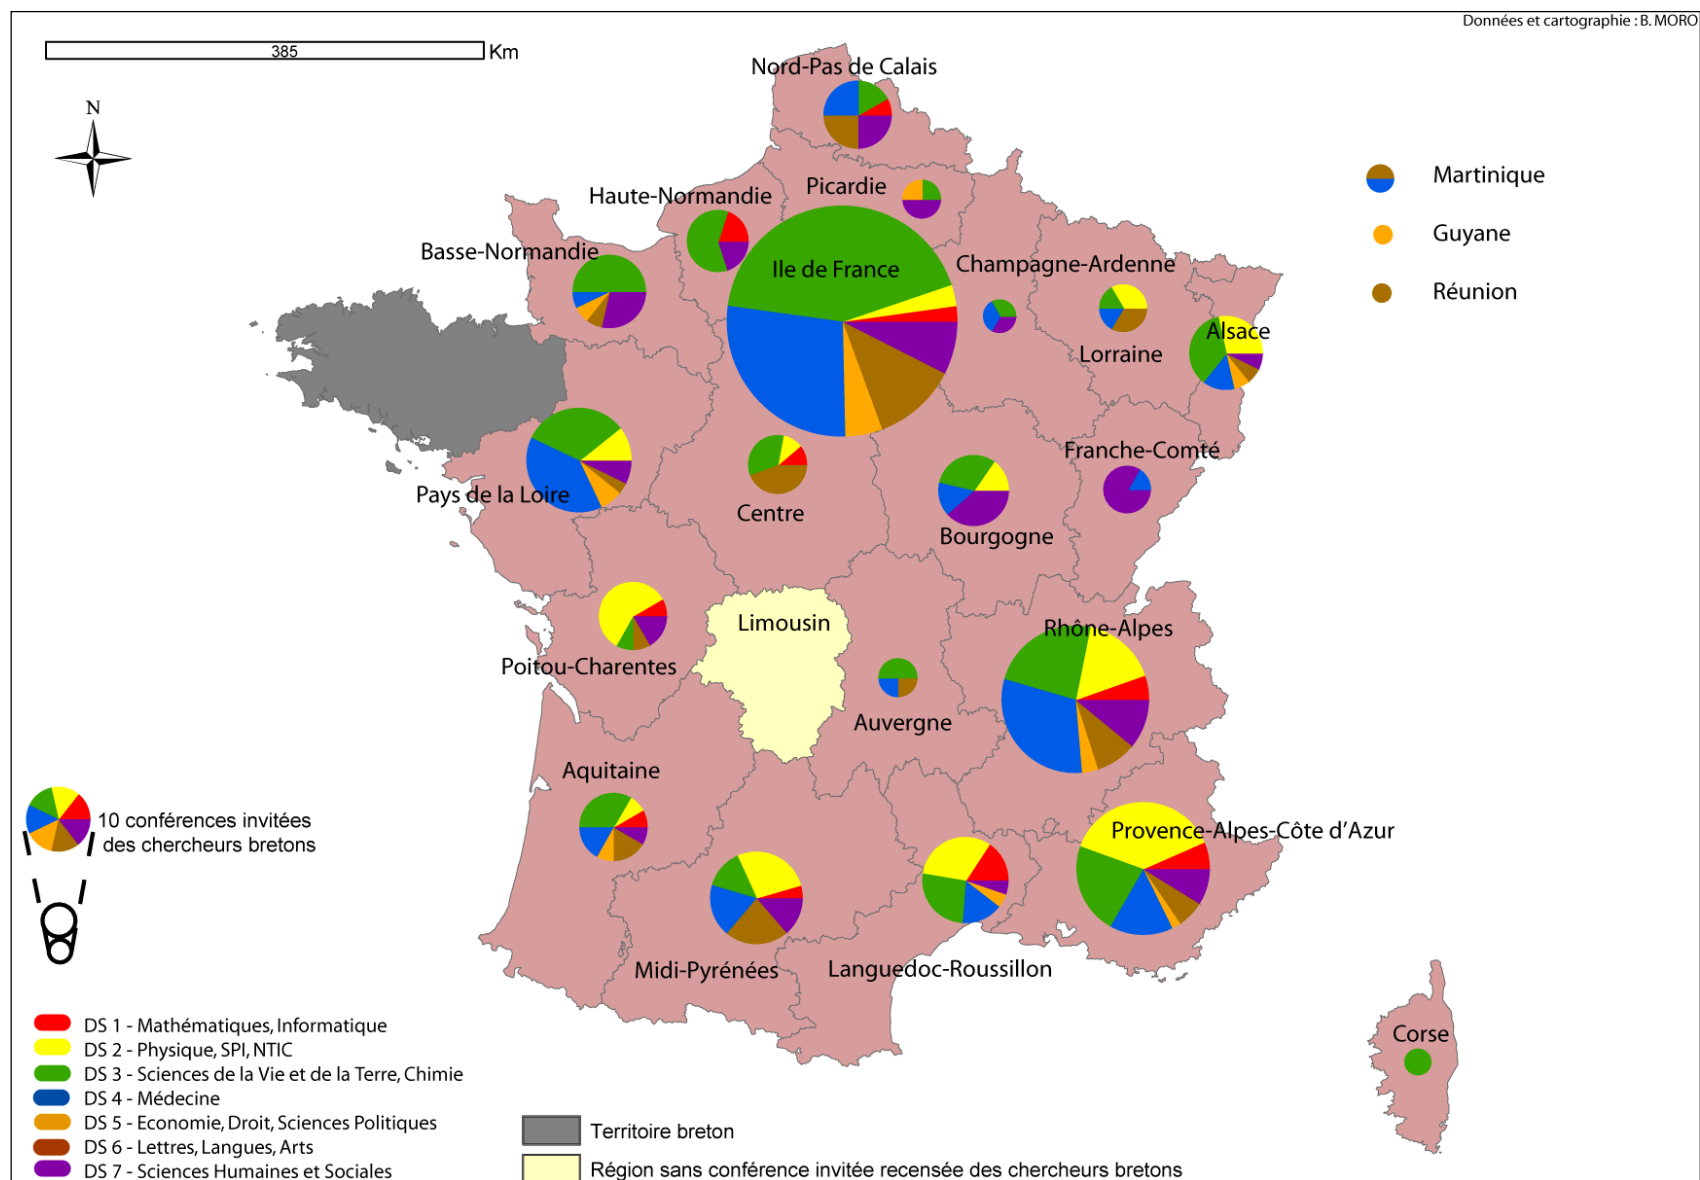 Données et cartographie : B. MORO
385
Km
N
Nord-Pas de Calais
Picardie
Haute-Normandie
Basse-Normandie
Ile de France
Champagne-Ardenne
Lorraine
Alsace
Martinique
Guyane
Réunion
Pays de la Loire
Centre
Bourgogne
Franche-Comté
Poitou-Charentes
Limousin
Auvergne
Rhône-Alpes
Aquitaine
Midi-Pyrénées
Languedoc-Roussillon
Provence-Alpes-Côte d'Azur
Corse
10 conférences invitées
des chercheurs bretons
DS 1 - Mathématiques, Informatique
DS 2 - Physique, SPI, NTIC
DS 3 - Sciences de la Vie et de la Terre, Chimie
DS 4 - Médecine
DS 5 - Economie, Droit, Sciences Politiques
DS 6 - Lettres, Langues, Arts
DS 7 - Sciences Humaines et Sociales
Territoire breton
Région sans conférence invitée recensée des chercheurs bretons